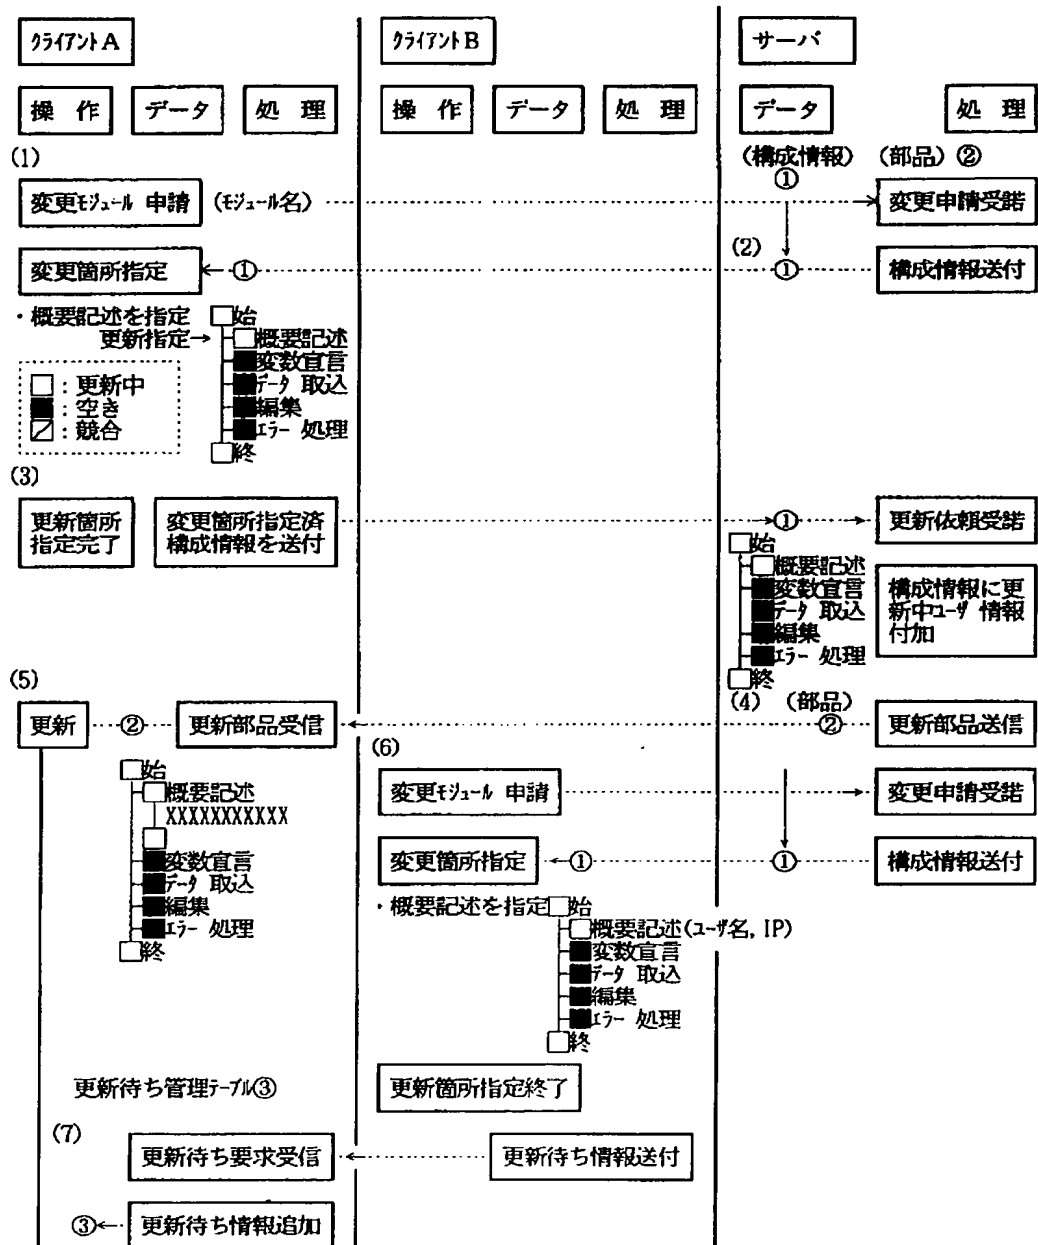 クライアントA クライアントB サーバ
操 作 データ 処 理 操 作 データ 処 理 データ 処 理
(1) (構成情報) (部品)②
変更モジュール 申請 (モジュール名) ① 変更申請受諾
(2)
変更箇所指定 ① ① 構成情報送付
・概要記述を指定 始
更新指定→ 概要記述
変数宣言
□:更新中 データ 取込
■:空き 編集
:競合 エラー 処理
終
(3)
更新箇所 変更箇所指定済 ① 更新依頼受諾
指定完了 構成情報を送付
始
概要記述
変数宣言 構成情報に更
データ 取込 新中ユーザ 情報
編集 付加
エラー 処理
終
(5) (4) (部品)
更新 ② 更新部品受信 ② 更新部品送信
(6)
始
概要記述 変更モジュール 申請 変更申請受諾
XXXXXXXXXXX
変数宣言 変更箇所指定 ① ① 構成情報送付
データ 取込
編集 ・概要記述を指定 始
エラー 処理 概要記述(ユーザ名, IP)
終 変数宣言
データ 取込
編集
エラー 処理
終
更新待ち管理テーブル③ 更新箇所指定終了
(7)
更新待ち要求受信 更新待ち情報送付
③ 更新待ち情報追加